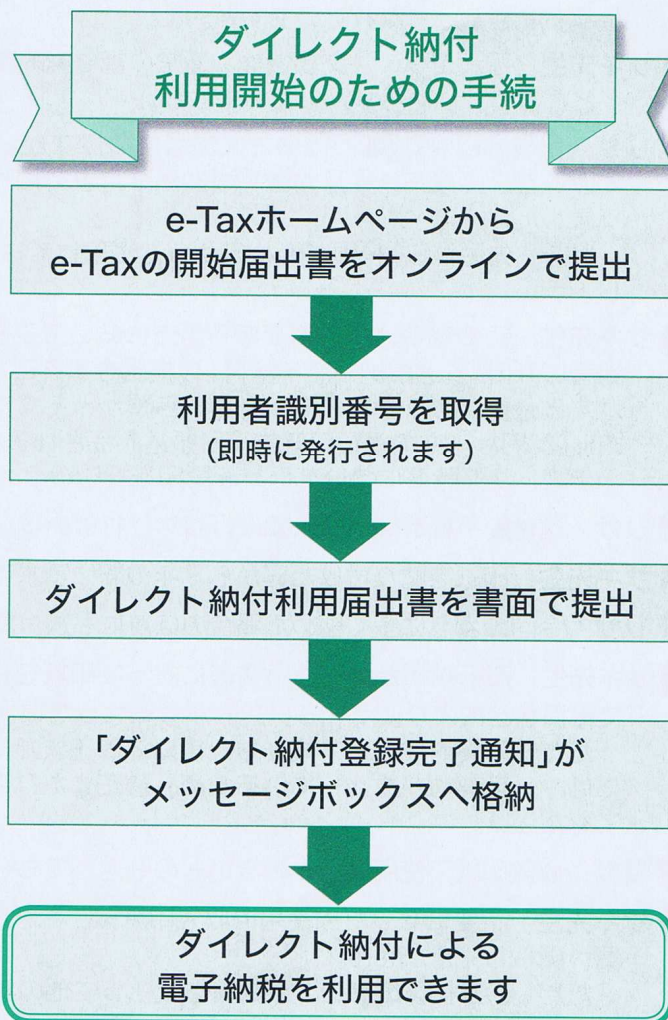 ダイレクト納付
利用開始のための手続
e-Taxホームページから
e-Taxの開始届出書をオンラインで提出
利用者識別番号を取得
(即時に発行されます)
ダイレクト納付利用届出書を書面で提出
「ダイレクト納付登録完了通知」が
メッセージボックスへ格納
ダイレクト納付による
電子納税を利用できます